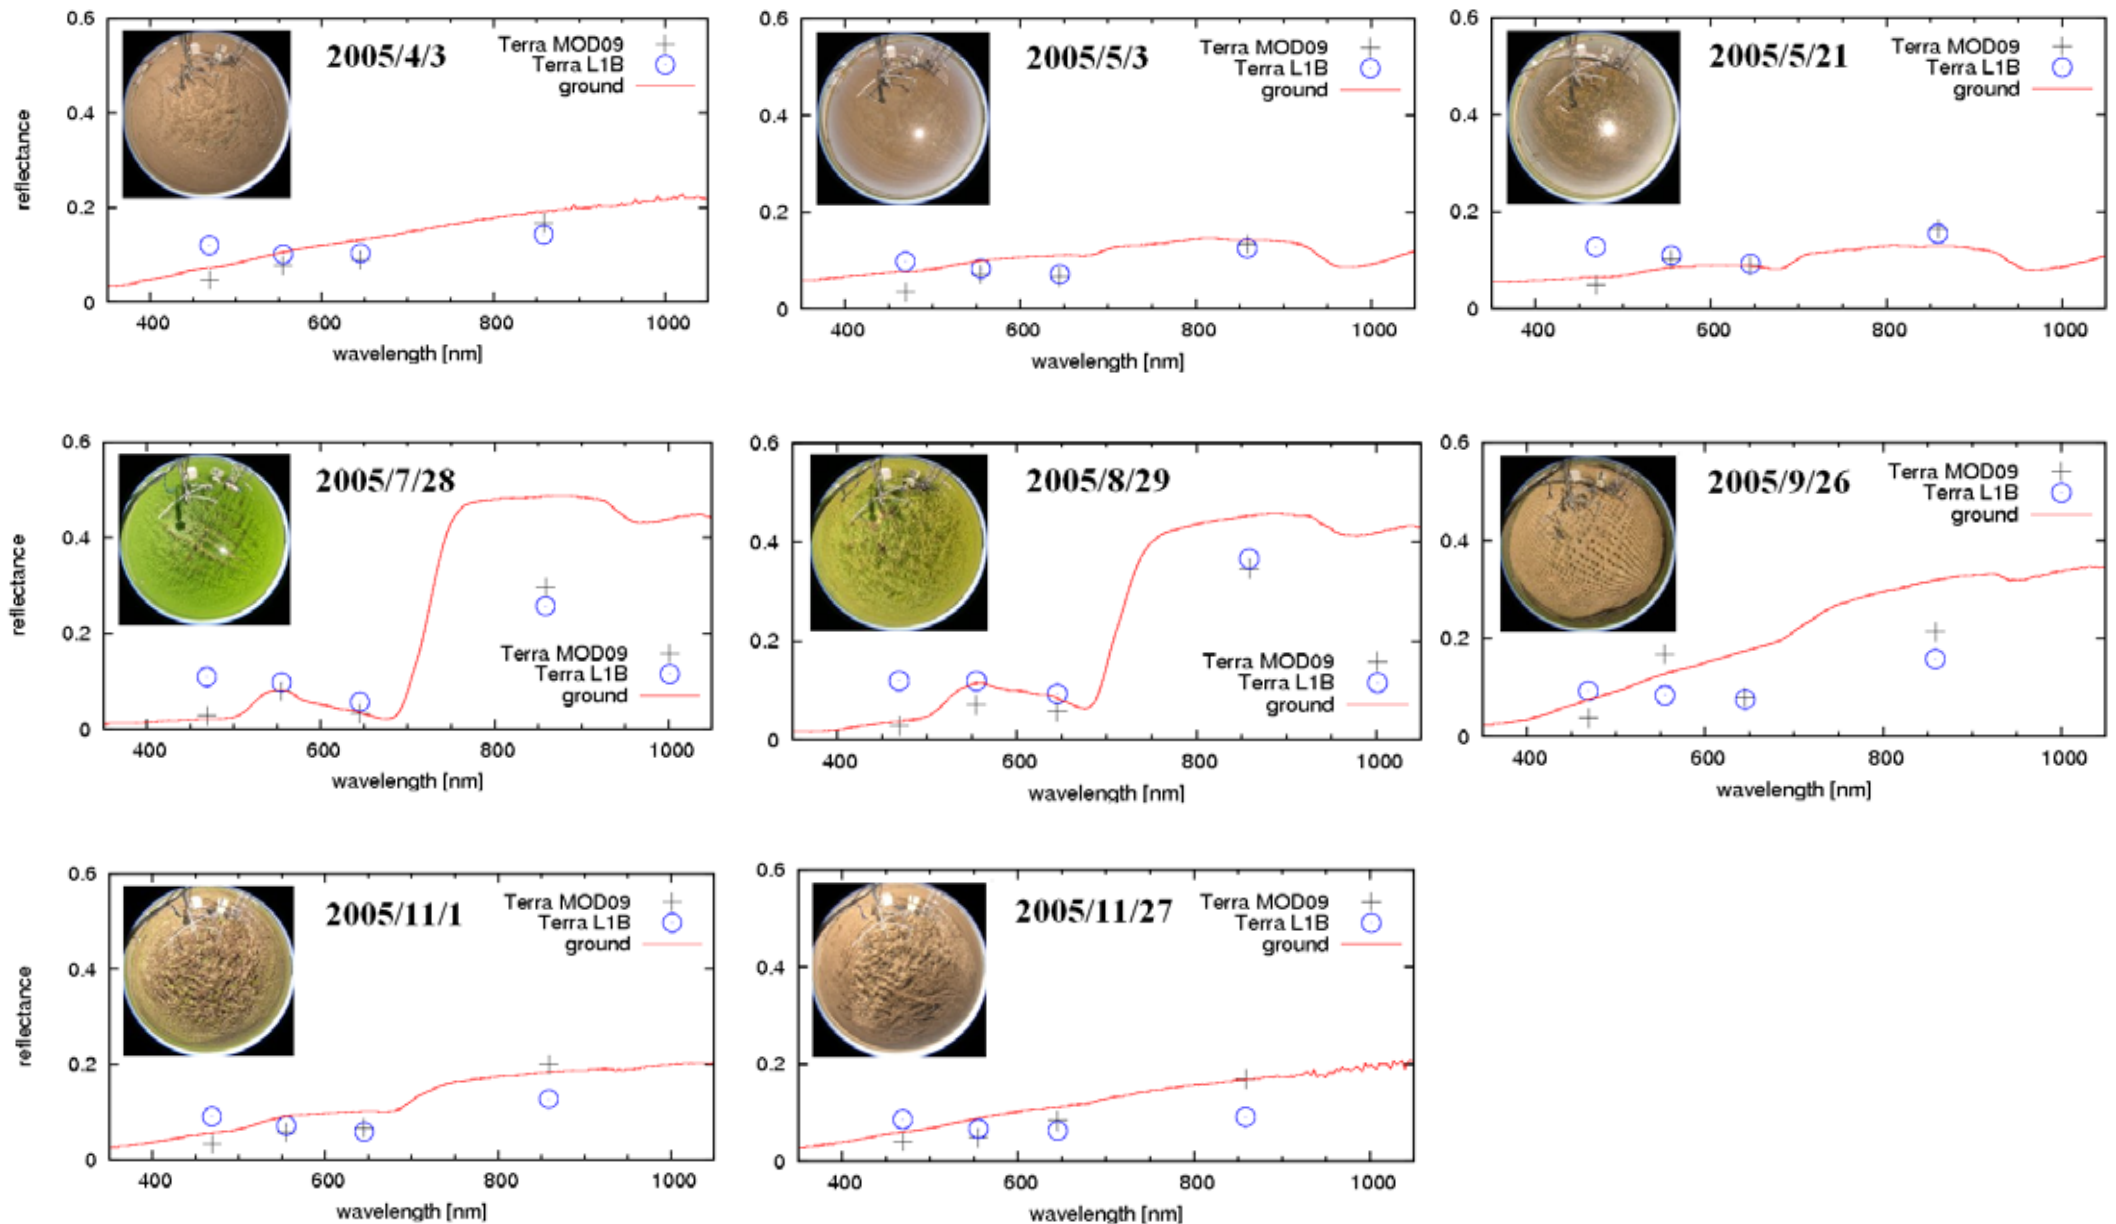 0.6
2005/4/3
Terra MOD09
Terra L1B
ground
0.4
reflectance
0.2
0
400
600
800
1000
wavelength [nm]
0.6
2005/5/3
Terra MOD09
Terra L1B
ground
0.4
0.2
0
400
600
800
1000
wavelength [nm]
0.6
2005/5/21
Terra MOD09
Terra L1B
ground
0.4
0.2
0
400
600
800
1000
wavelength [nm]
0.6
2005/7/28
0.4
reflectance
0.2
Terra MOD09
Terra L1B
ground
0
400
600
800
1000
wavelength [nm]
0.6
2005/8/29
0.4
0.2
Terra MOD09
Terra L1B
ground
0
400
600
800
1000
wavelength [nm]
0.6
2005/9/26
Terra MOD09
Terra L1B
ground
0.4
0.2
0
400
600
800
1000
wavelength [nm]
0.6
2005/11/1
Terra MOD09
Terra L1B
ground
0.4
reflectance
0.2
0
400
600
800
1000
wavelength [nm]
0.6
2005/11/27
Terra MOD09
Terra L1B
ground
0.4
0.2
0
400
600
800
1000
wavelength [nm]